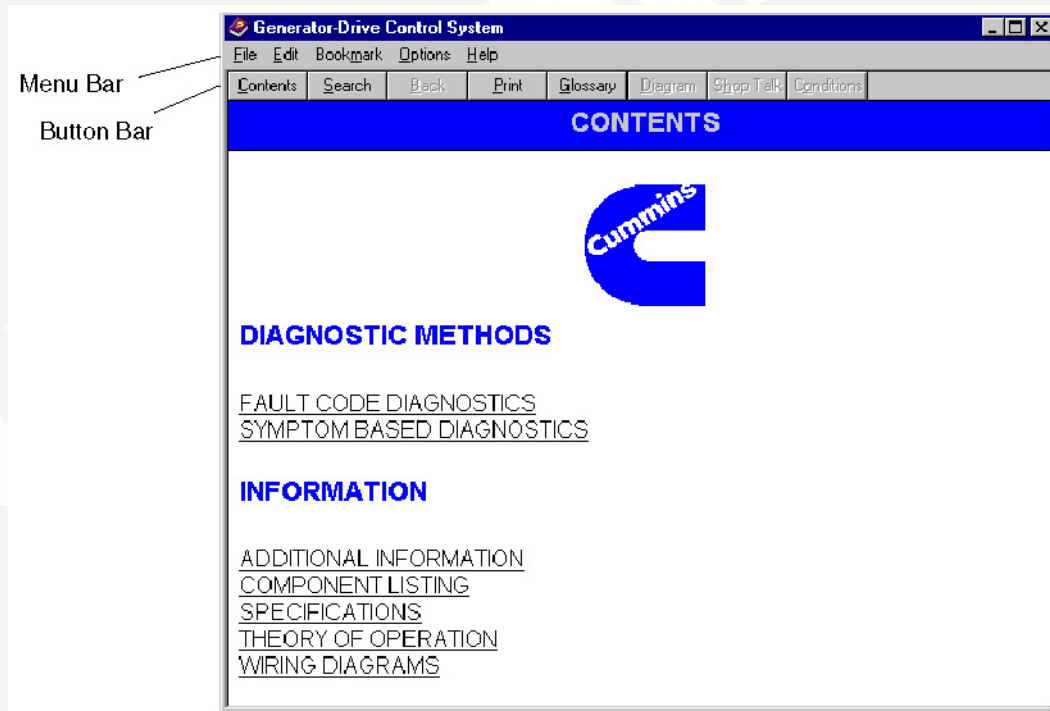 Generator-Drive Control System
File Edit Bookmark Options Help
Menu Bar
Contents Search Back Print Glossary Diagram Shop Talk Conditions
Button Bar
CONTENTS
Cummins
DIAGNOSTIC METHODS
FAULT CODE DIAGNOSTICS
SYMPTOM BASED DIAGNOSTICS
INFORMATION
ADDITIONAL INFORMATION
COMPONENT LISTING
SPECIFICATIONS
THEORY OF OPERATION
WIRING DIAGRAMS